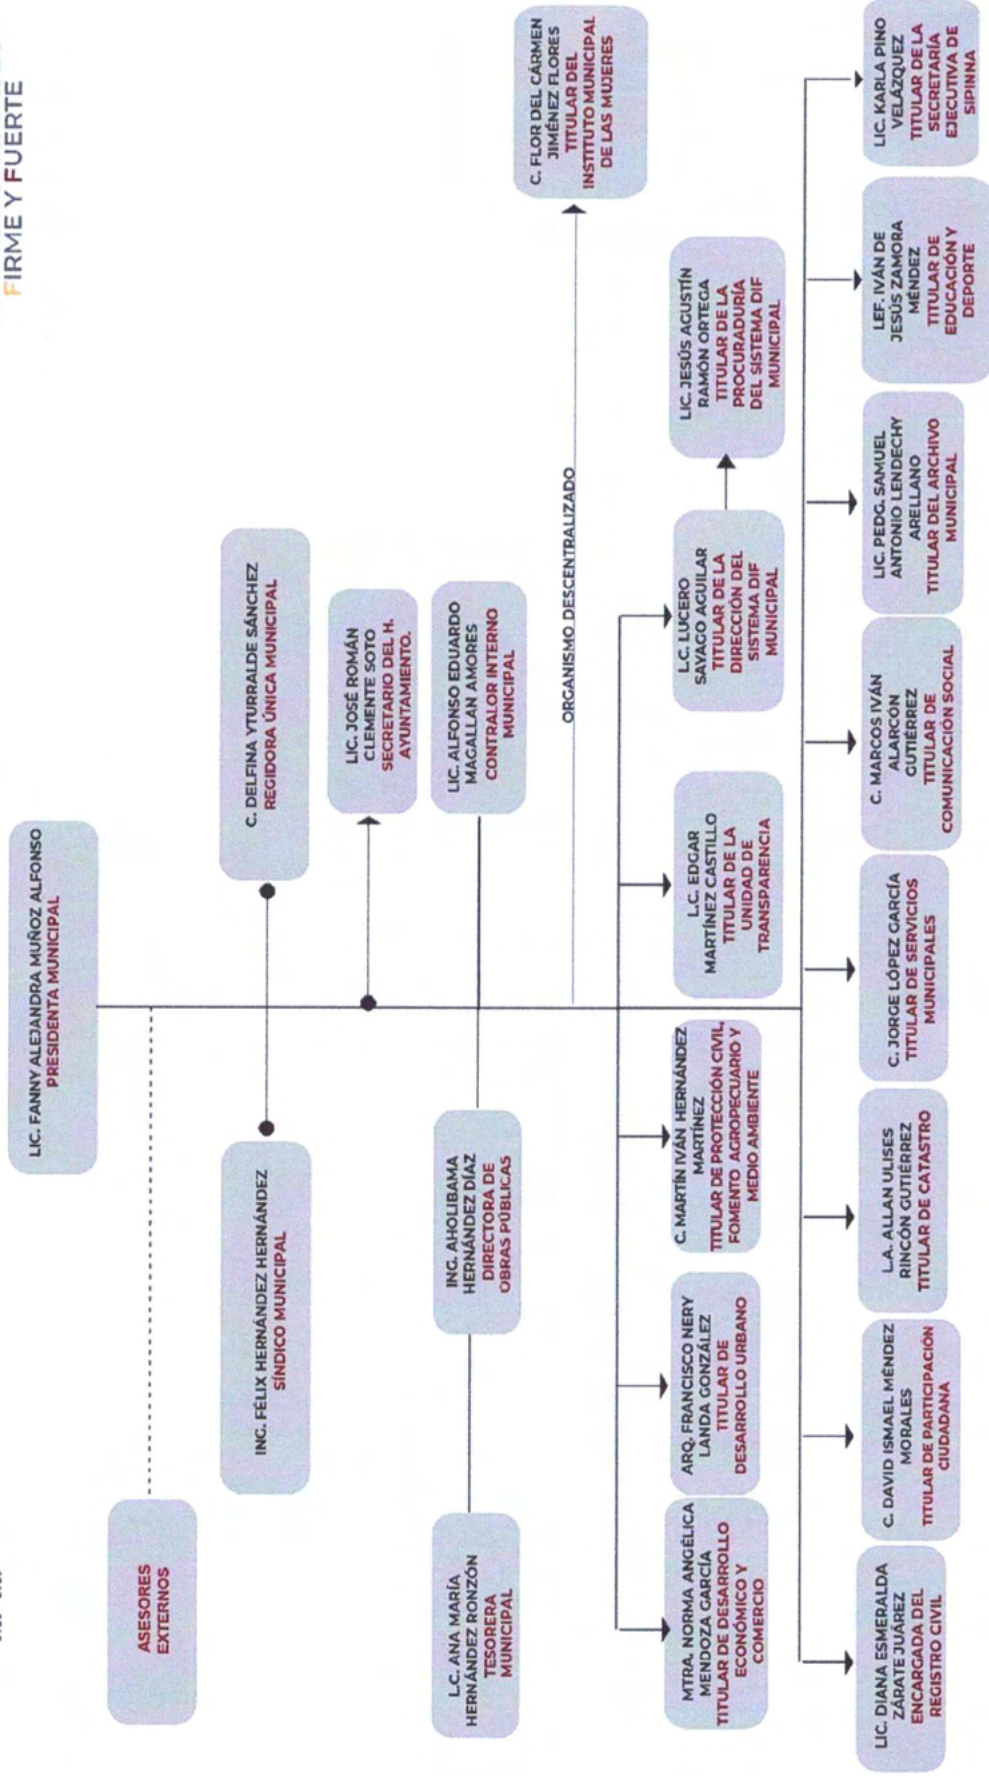 FIRME Y FUERTE
LIC. FANNY ALEJANDRA MUÑOZ ALFONSO
PRESIDENTA MUNICIPAL
ASESORES
EXTERNOS
ING. FÉLIX HERNÁNDEZ HERNÁNDEZ
SÍNDICO MUNICIPAL
C. DELFINA YTURRALDE SÁNCHEZ
REGIDORA ÚNICA MUNICIPAL
LIC. JOSÉ ROMÁN
CLEMENTE SOTO
SECRETARIO DEL H.
AYUNTAMIENTO.
L.C. ANA MARÍA
HERNÁNDEZ RONZÓN
TESORERA
MUNICIPAL
ING. AHOLIBAMA
HERNÁNDEZ DÍAZ
DIRECTORA DE
OBRAS PÚBLICAS
LIC. ALFONSO EDUARDO
MAGALLAN AMORES
CONTRALOR INTERNO
MUNICIPAL
ORGANISMO DESCENTRALIZADO
C. FLOR DEL CÁRMEN
JIMÉNEZ FLORES
TITULAR DEL
INSTITUTO MUNICIPAL
DE LAS MUJERES
MTRA. NORMA ANGÉLICA
MENDOZA GARCÍA
TITULAR DE DESARROLLO
ECONÓMICO Y
COMERCIO
ARQ. FRANCISCO NERY
LANDA GONZÁLEZ
TITULAR DE
DESARROLLO URBANO
C. MARTÍN IVÁN HERNÁNDEZ
MARTÍNEZ
TITULAR DE PROTECCIÓN CIVIL,
FOMENTO AGROPECUARIO Y
MEDIO AMBIENTE
L.C. EDGAR
MARTÍNEZ CASTILLO
TITULAR DE LA
UNIDAD DE
TRANSPARENCIA
L.C. LUCERO
SAYAGO AGUILAR
TITULAR DE LA
DIRECCIÓN DEL
SISTEMA DIF
MUNICIPAL
LIC. JESÚS AGUSTÍN
RAMÓN ORTEGA
TITULAR DE LA
PROCURADURÍA
DEL SISTEMA DIF
MUNICIPAL
LIC. DIANA ESMERALDA
ZÁRATE JUÁREZ
ENCARGADA DEL
REGISTRO CIVIL
C. DAVID ISMAEL MÉNDEZ
MORALES
TITULAR DE PARTICIPACIÓN
CIUDADANA
L.A. ALLAN ULISES
RINCÓN GUTIÉRREZ
TITULAR DE CATASTRO
C. JORGE LÓPEZ GARCÍA
TITULAR DE SERVICIOS
MUNICIPALES
C. MARCOS IVÁN
ALARCON
GUTIÉRREZ
TITULAR DE
COMUNICACIÓN SOCIAL
LIC. PEDG. SAMUEL
ANTONIO LENDECHY
ARELLANO
TITULAR DEL ARCHIVO
MUNICIPAL
LEF. IVÁN DE
JESÚS ZAMORA
MÉNDEZ
TITULAR DE
EDUCACIÓN Y
DEPORTE
LIC. KARLA PINO
VELÁZQUEZ
TITULAR DE LA
SECRETARÍA
EJECUTIVA DE
SIPINNA